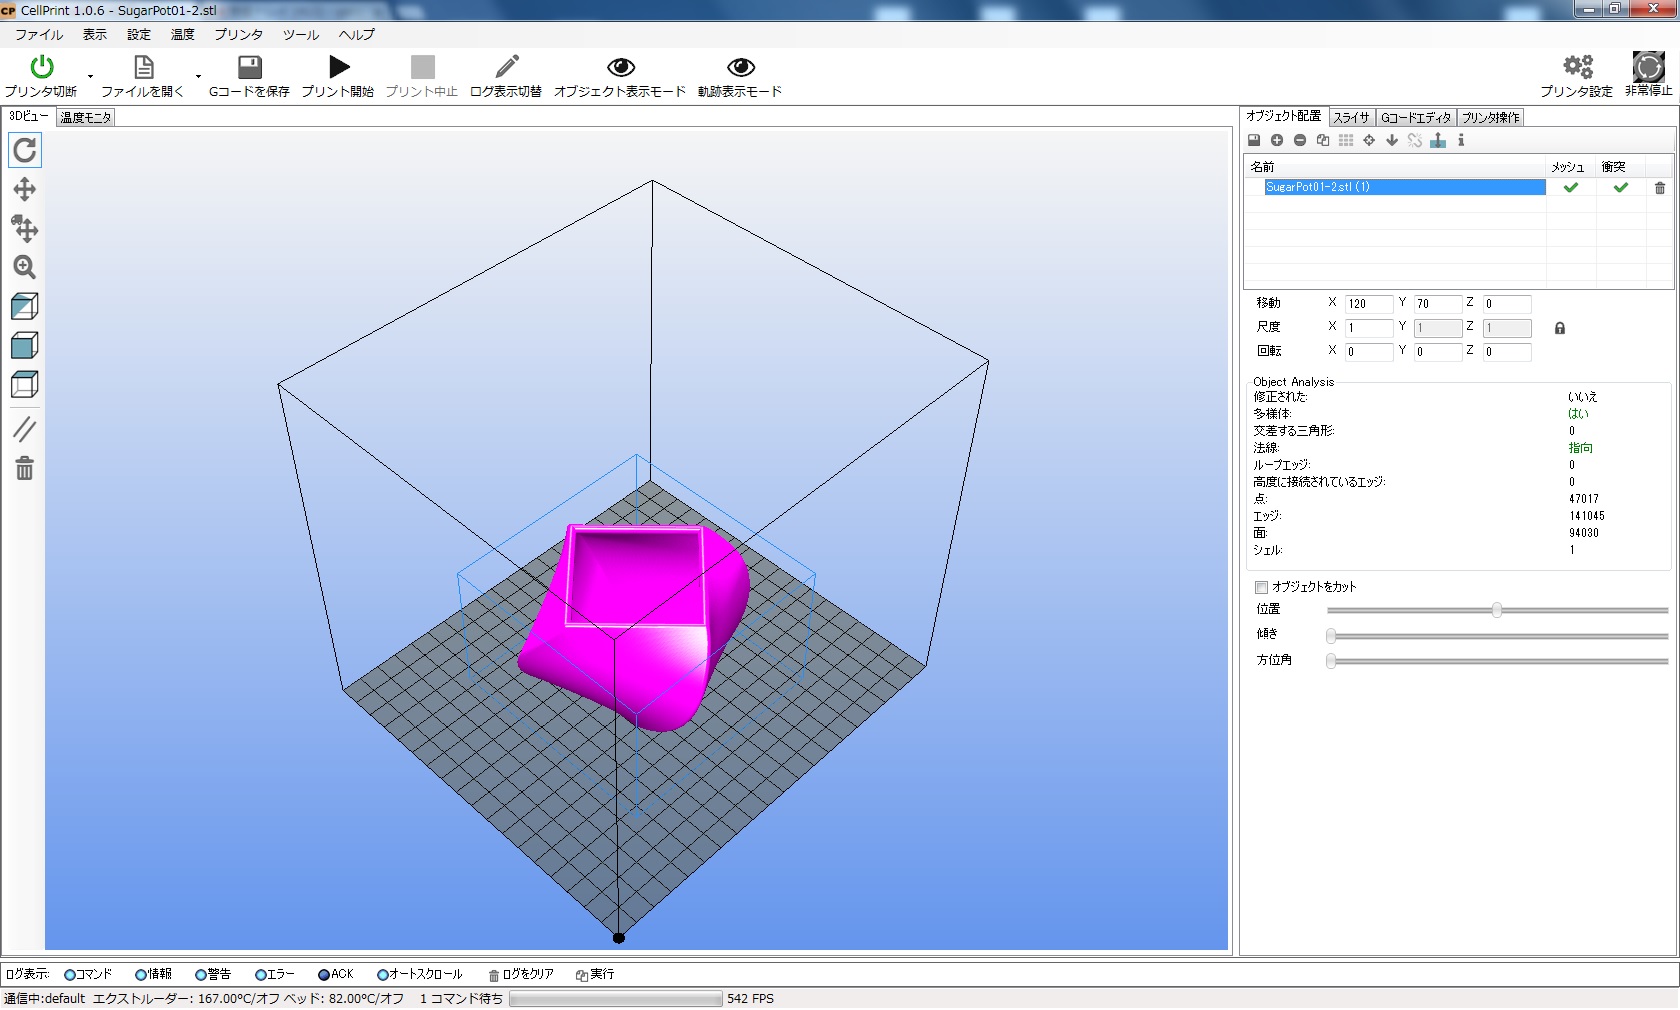 CP CellPrint 1.0.6 - SugarPot01-2.stl
ファイル 表示 設定 温度 プリンタ ツール ヘルプ
プリンタ切断 ファイルを開く Gコードを保存 プリント開始 プリント中止 ログ表示切替 オブジェクト表示モード 軌跡表示モード プリンタ設定 非常停止
3Dビュー 温度モニタ
オブジェクト配置 スライサ Gコードエディタ プリンタ操作
名前 メッシュ 衝突
SugarPot01-2.stl (1)
移動 X 120 Y 70 Z 0
尺度 X 1 Y 1 Z 1
回転 X 0 Y 0 Z 0
Object Analysis
修正された: いいえ
多様体: はい
交差する三角形: 0
法線: 指向
ループエッジ: 0
高度に接続されているエッジ: 0
点: 47017
エッジ: 141045
面: 94030
シェル: 1
オブジェクトをカット
位置
傾き
方位角
ログ表示: コマンド 情報 警告 エラー ACK オートスクロール ログをクリア 実行
通信中:default エクストルーダー: 167.00°C/オフ ベッド: 82.00°C/オフ 1 コマンド待ち 542 FPS